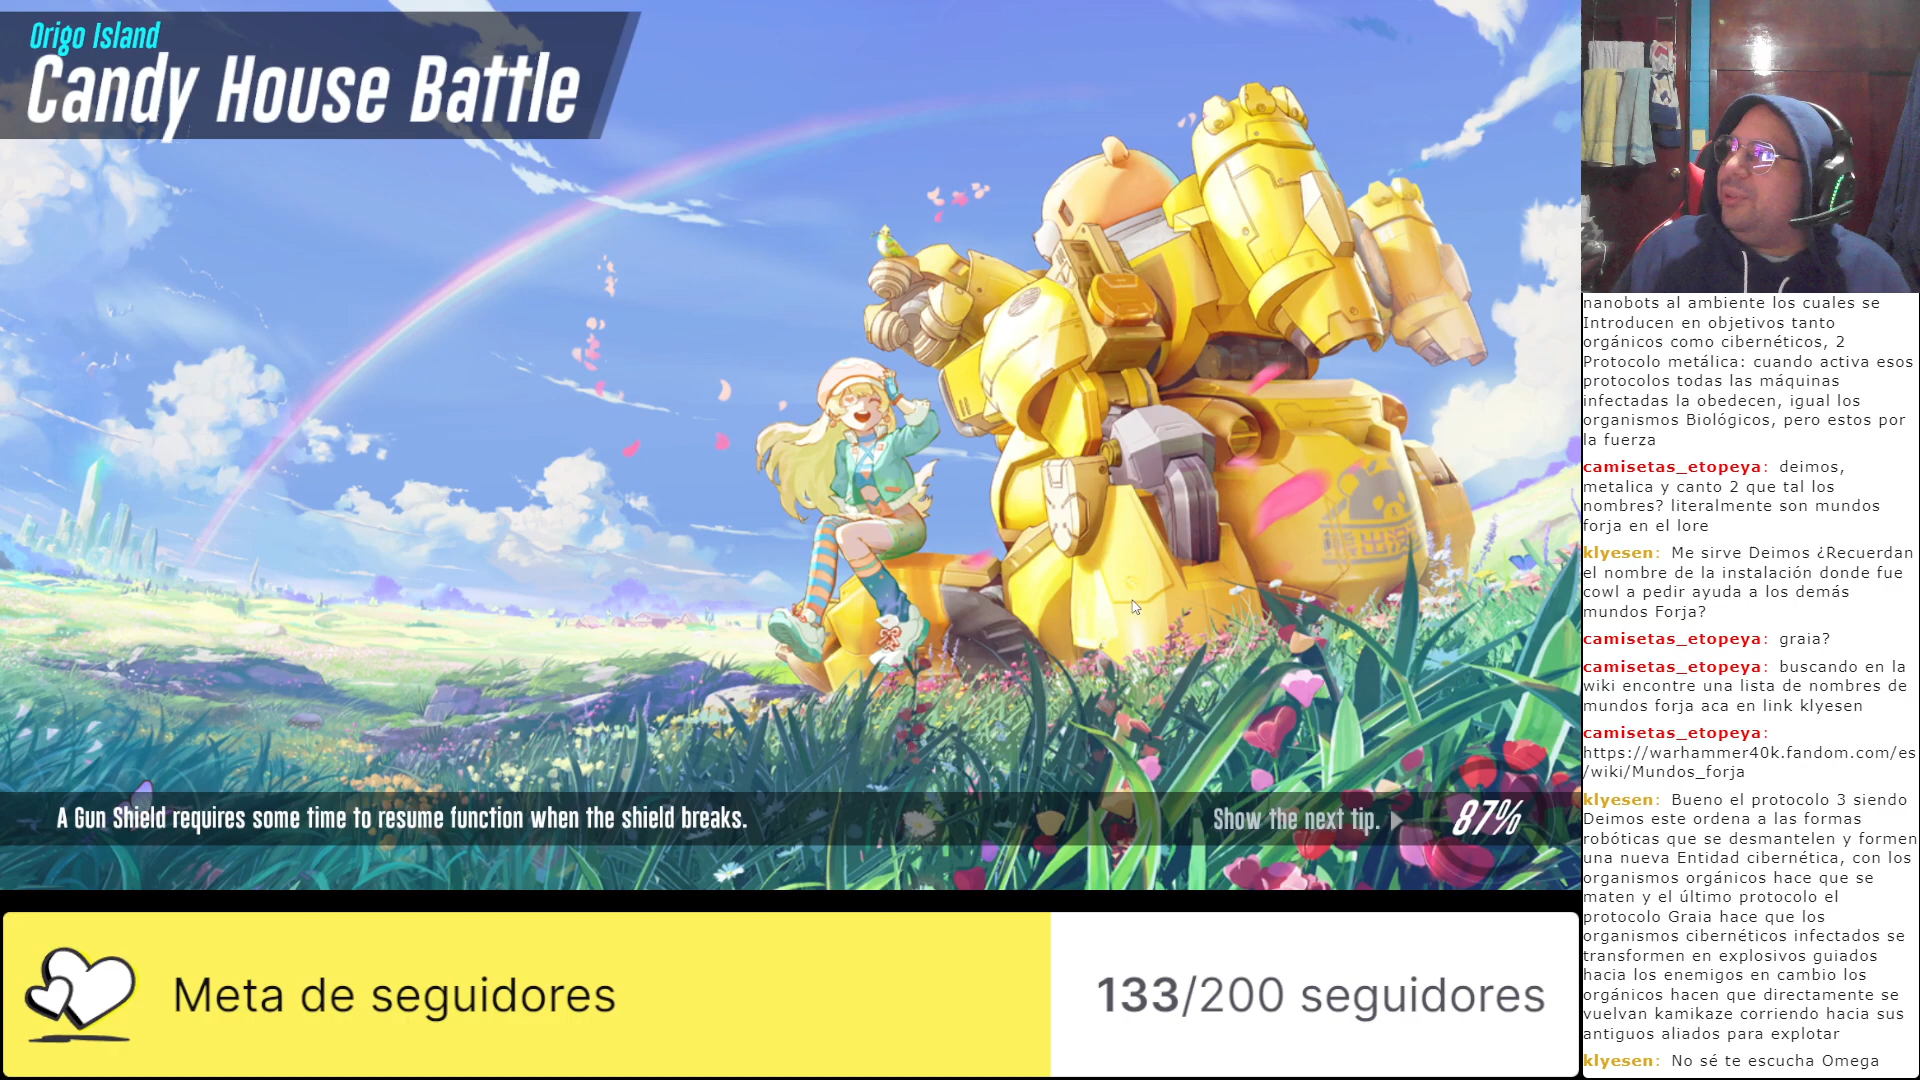 Origo Island
Candy House Battle
A Gun Shield requires some time to resume function when the shield breaks.
Show the next tip.
87%
Meta de seguidores
133/200 seguidores
nanobots al ambiente los cuales se
Introducen en objetivos tanto
orgánicos como cibernéticos, 2
Protocolo metálica: cuando activa esos
protocolos todas las máquinas
infectadas la obedecen, igual los
organismos Biológicos, pero estos por
la fuerza
camisetas_etopeya: deimos,
metalica y canto 2 que tal los
nombres? literalmente son mundos
forja en el lore
klyesen: Me sirve Deimos ¿Recuerdan
el nombre de la instalación donde fue
cowl a pedir ayuda a los demás
mundos Forja?
camisetas_etopeya: graia?
camisetas_etopeya: buscando en la
wiki encontre una lista de nombres de
mundos forja aca en link klyesen
camisetas_etopeya:
https://warhammer40k.fandom.com/es
/wiki/Mundos_forja
klyesen: Bueno el protocolo 3 siendo
Deimos este ordena a las formas
robóticas que se desmantelen y formen
una nueva Entidad cibernética, con los
organismos orgánicos hace que se
maten y el último protocolo el
protocolo Graia hace que los
organismos cibernéticos infectados se
transformen en explosivos guiados
hacia los enemigos en cambio los
orgánicos hacen que directamente se
vuelvan kamikaze corriendo hacia sus
antiguos aliados para explotar
klyesen: No sé te escucha Omega